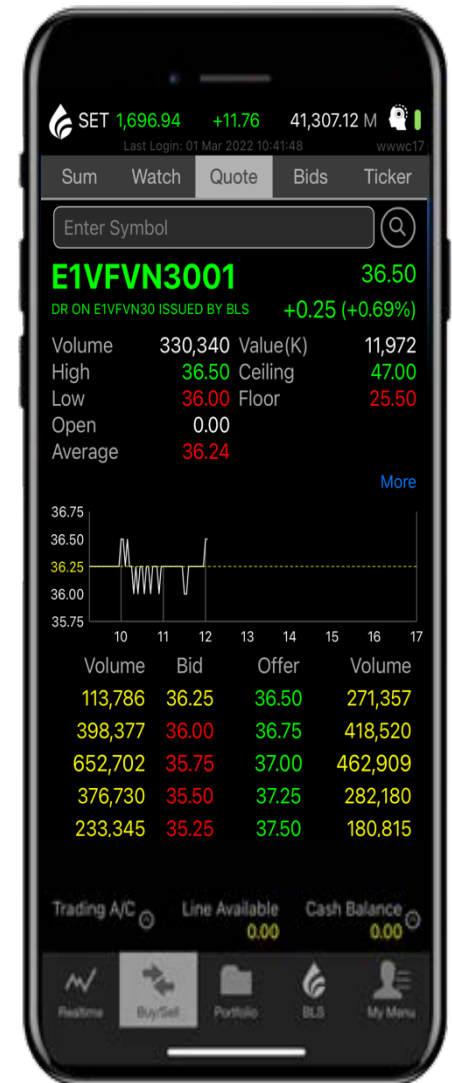 SET 1,696.94 +11.76 41,307.12 M
Last Login: 01 Mar 2022 10:41:48 wwwc17
Sum Watch Quote Bids Ticker
Enter Symbol
E1VFVN3001 36.50
DR ON E1VFVN30 ISSUED BY BLS +0.25 (+0.69%)
Volume 330,340 Value(K) 11,972
High 36.50 Ceiling 47.00
Low 36.00 Floor 25.50
Open 0.00
Average 36.24
More
36.75
36.50
36.25
36.00
35.75
10 11 12 13 14 15 16 17
Volume Bid Offer Volume
113,786 36.25 36.50 271,357
398,377 36.00 36.75 418,520
652,702 35.75 37.00 462,909
376,730 35.50 37.25 282,180
233,345 35.25 37.50 180,815
Trading A/C Line Available Cash Balance
0.00 0.00
Realtime Buy/Sell Portfolio BLS My Menu